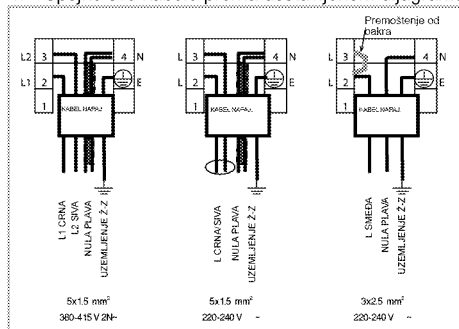 Premoštenje od
bakra
L2 3 4 N
L1 2 E
1
KABEL NAPAJ.
L1 CRNA
L2 SIVA
NULA PLAVA
UZEMLJENJE Ž-Z
5x1.5 mm²
380-415 V 2N~
L 3 4 N
L 2 E
1
KABEL NAPAJ.
L CRNA/SIVA
NULA PLAVA
UZEMLJENJE Ž-Z
5x1.5 mm²
220-240 V ~
L 3 4 N
L 2 E
1
KABEL NAPAJ.
L SMEĐA
NULA PLAVA
UZEMLJENJE Ž-Z
3x2.5 mm²
220-240 V ~